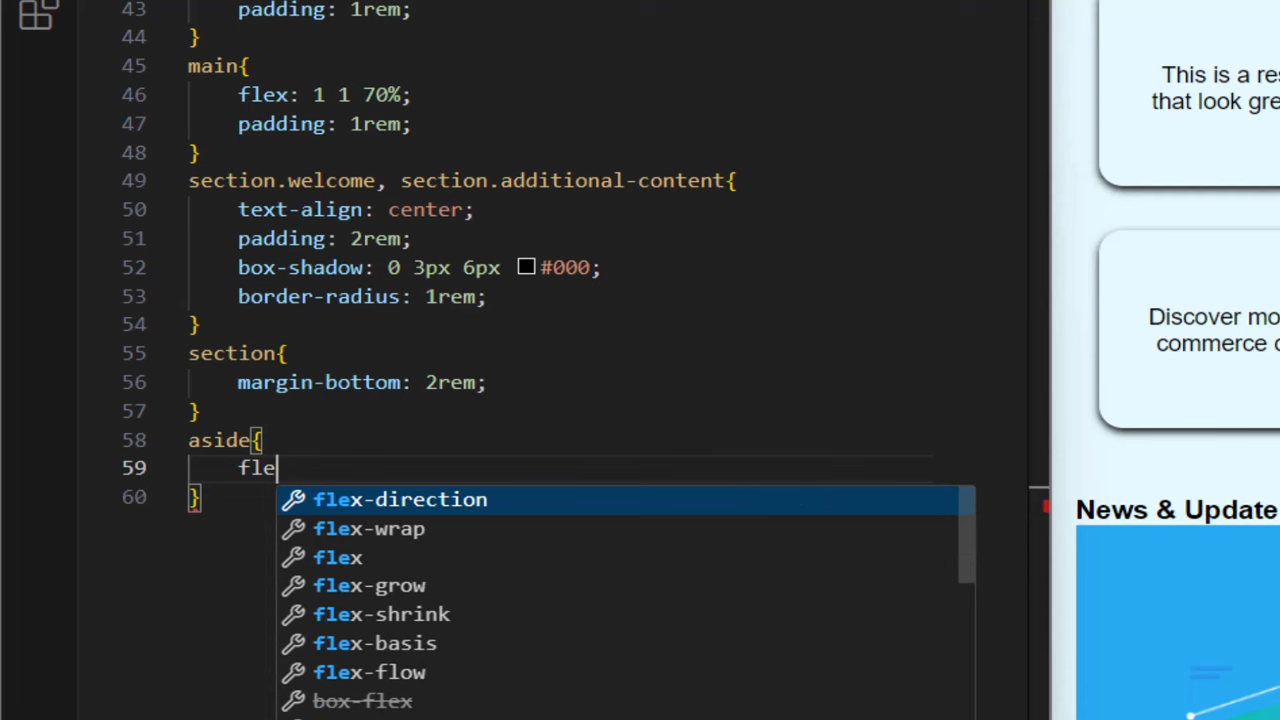 43 padding: 1rem;
44 }
45 main{
46 flex: 1 1 70%;
47 padding: 1rem;
48 }
49 section.welcome, section.additional-content{
50 text-align: center;
51 padding: 2rem;
52 box-shadow: 0 3px 6px #000;
53 border-radius: 1rem;
54 }
55 section{
56 margin-bottom: 2rem;
57 }
58 aside{
59 fle
60 }
flex-direction
flex-wrap
flex
flex-grow
flex-shrink
flex-basis
flex-flow
box-flex
This is a res
that look gre
Discover mo
commerce c
News & Update